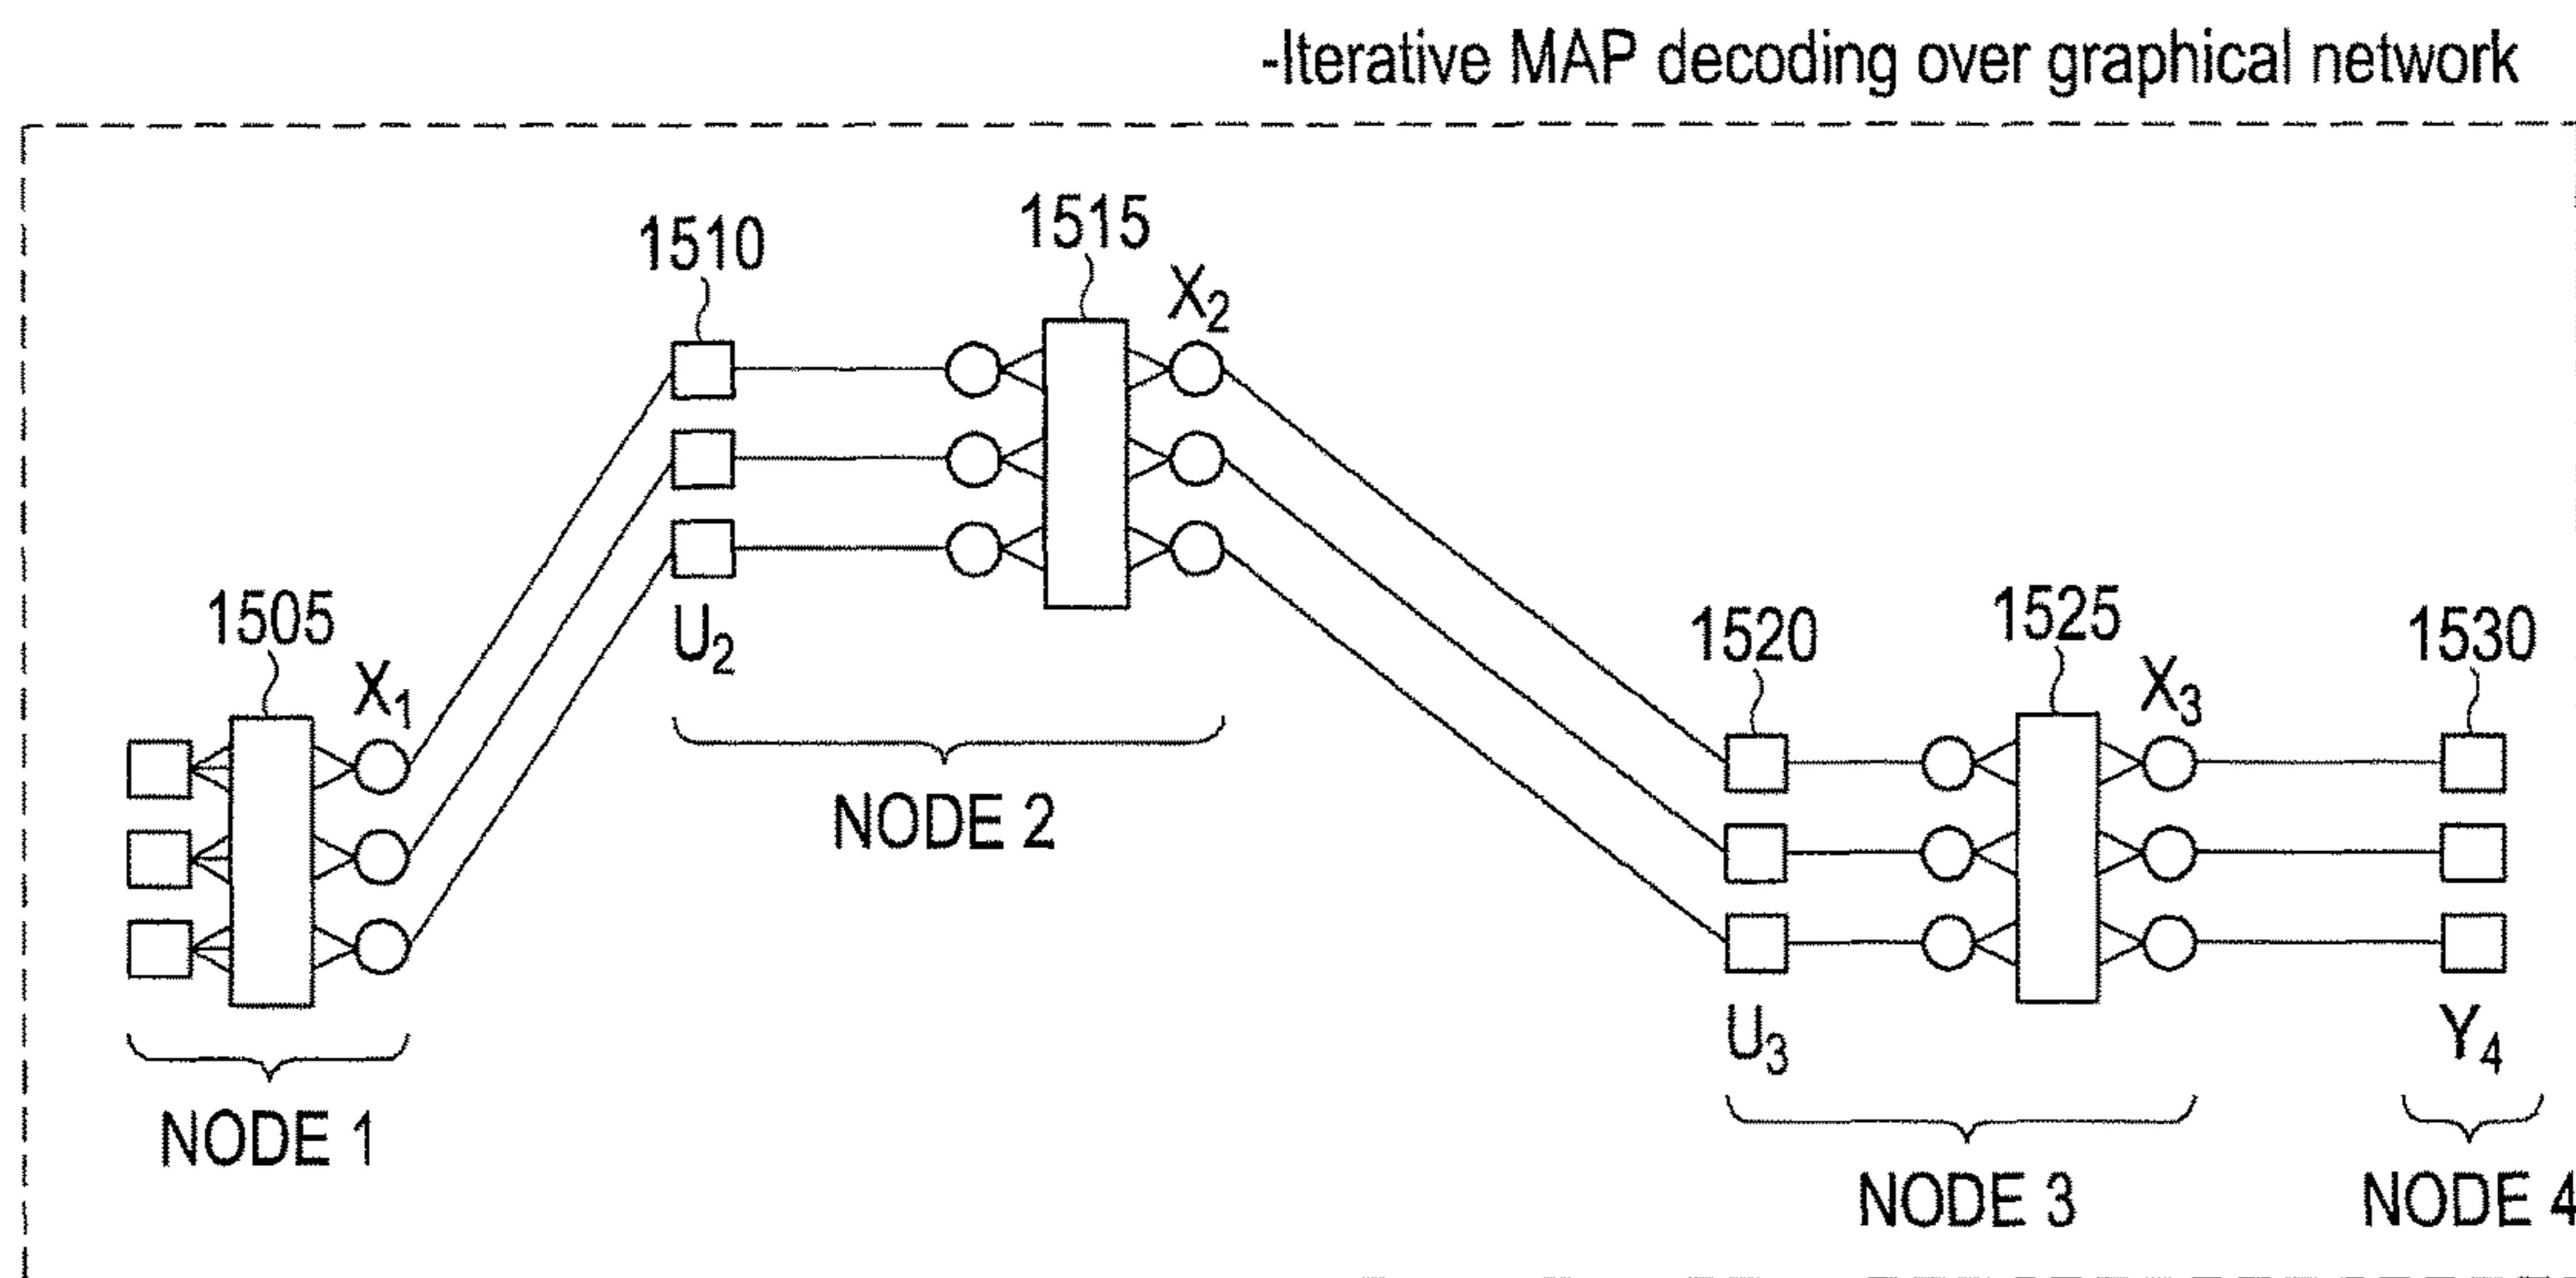 -Iterative MAP decoding over graphical network
1510
1515
X2
U2
1505
X1
1520
1525
X3
1530
NODE 2
U3
Y4
NODE 1
NODE 3
NODE 4